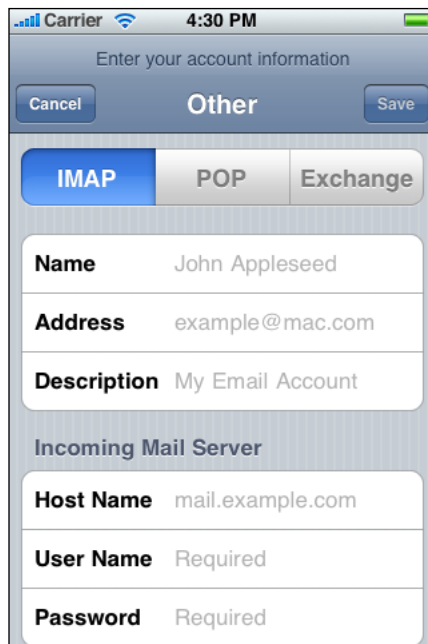 Carrier 4:30 PM
Enter your account information
Cancel Other Save
IMAP POP Exchange
Name John Appleseed
Address example@mac.com
Description My Email Account
Incoming Mail Server
Host Name mail.example.com
User Name Required
Password Required